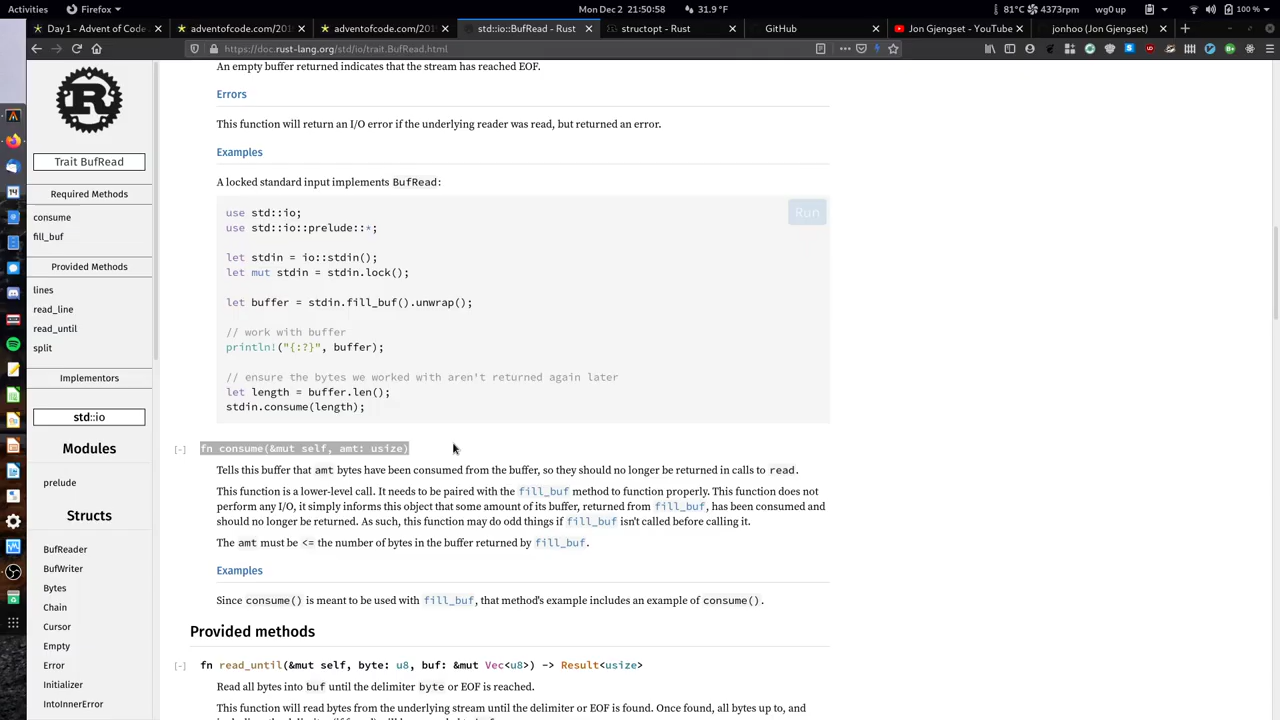 Activities
Firefox
Mon Dec 2 20:50:58
31.9 °F
81°C
4373rpm
wg0 up
100 %
Day 1 - Advent of Code
adventofcode.com/201
adventofcode.com/201
std::io::BufRead - Rust
structopt - Rust
GitHub
Jon Gjengset - YouTube
jonhoo (Jon Gjengset)
https://doc.rust-lang.org/std/io/trait.BufRead.html
Trait BufRead
Required Methods
consume
fill_buf
Provided Methods
lines
read_line
read_until
split
Implementors
std::io
Modules
prelude
Structs
BufReader
BufWriter
Bytes
Chain
Cursor
Empty
Error
Initializer
IntoInnerError
An empty buffer returned indicates that the stream has reached EOF.
Errors
This function will return an I/O error if the underlying reader was read, but returned an error.
Examples
A locked standard input implements BufRead:
Run
use std::io;
use std::io::prelude::*;
let stdin = io::stdin();
let mut stdin = stdin.lock();
let buffer = stdin.fill_buf().unwrap();
// work with buffer
println!("{:?}", buffer);
// ensure the bytes we worked with aren't returned again later
let length = buffer.len();
stdin.consume(length);
[-] fn consume(&mut self, amt: usize)
Tells this buffer that amt bytes have been consumed from the buffer, so they should no longer be returned in calls to read.
This function is a lower-level call. It needs to be paired with the fill_buf method to function properly. This function does not
perform any I/O, it simply informs this object that some amount of its buffer, returned from fill_buf, has been consumed and
should no longer be returned. As such, this function may do odd things if fill_buf isn't called before calling it.
The amt must be <= the number of bytes in the buffer returned by fill_buf.
Examples
Since consume() is meant to be used with fill_buf, that method's example includes an example of consume().
Provided methods
[-] fn read_until(&mut self, byte: u8, buf: &mut Vec<u8>) -> Result<usize>
Read all bytes into buf until the delimiter byte or EOF is reached.
This function will read bytes from the underlying stream until the delimiter or EOF is found. Once found, all bytes up to, and